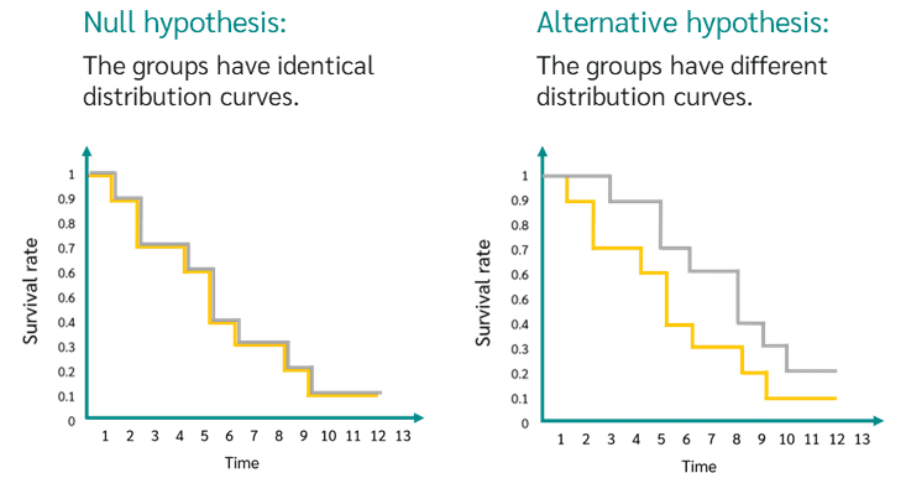 Null hypothesis:
The groups have identical
distribution curves.
Survival rate
1
0.9
0.8
0.7
0.6
0.6
0.4
0.3
0.2
0.1
0
1 2 3 4 5 6 7 8 9 10 11 12 13
Time
Alternative hypothesis:
The groups have different
distribution curves.
Survival rate
1
0.9
0.8
0.7
0.6
0.6
0.4
0.3
0.2
0.1
0
1 2 3 4 5 6 7 8 9 10 11 12 13
Time